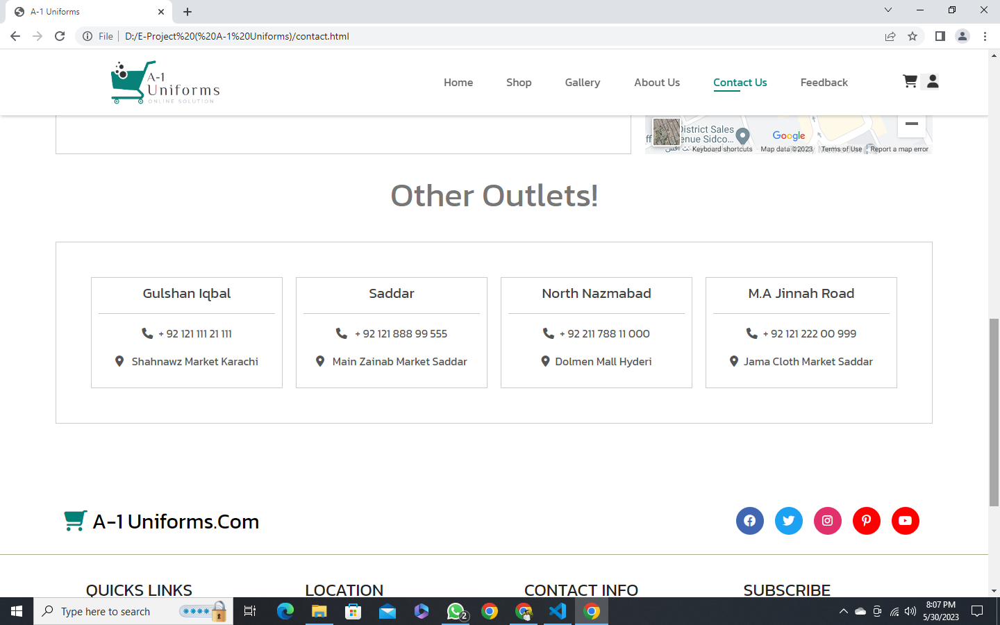 A-1 Uniforms
File D:/E-Project%20(%20A-1%20Uniforms)/contact.html
A-1
Uniforms
ONLINE SOLUTION
Home Shop Gallery About Us Contact Us Feedback
District Sales
enue Sidco...
Google
Keyboard shortcuts Map data ©2023 Terms of Use Report a map error
Other Outlets!
Gulshan Iqbal
+ 92 121 111 21 111
Shahnawz Market Karachi
Saddar
+ 92 121 888 99 555
Main Zainab Market Saddar
North Nazmabad
+ 92 211 788 11 000
Dolmen Mall Hyderi
M.A Jinnah Road
+ 92 121 222 00 999
Jama Cloth Market Saddar
A-1 Uniforms.Com
QUICKS LINKS LOCATION CONTACT INFO SUBSCRIBE
Type here to search
2
8:07 PM
5/30/2023